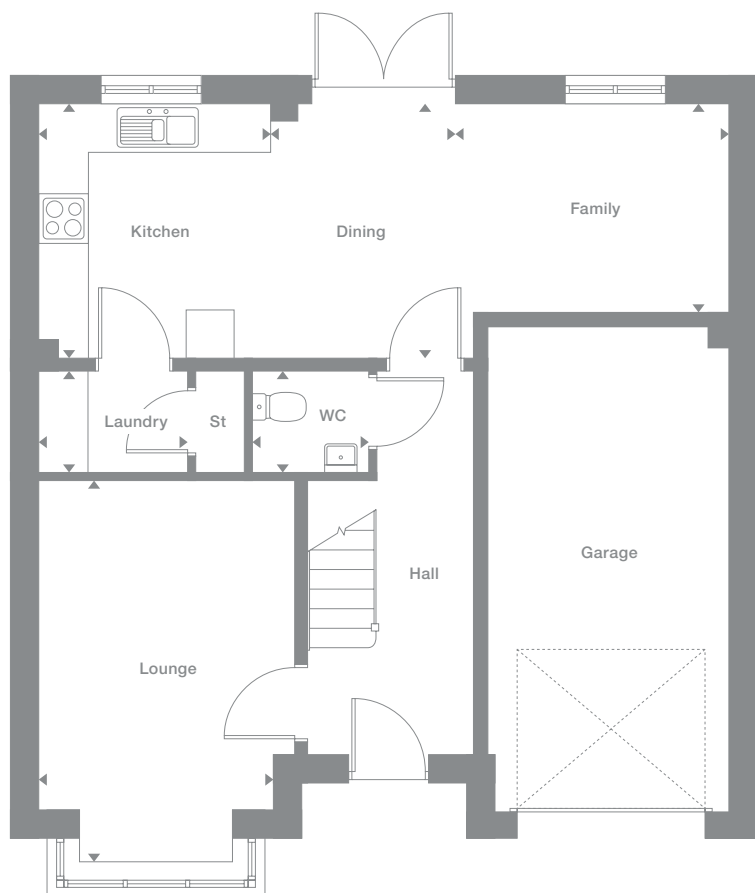 Kitchen
Dining
Family
Laundry
St
WC
Hall
Garage
Lounge